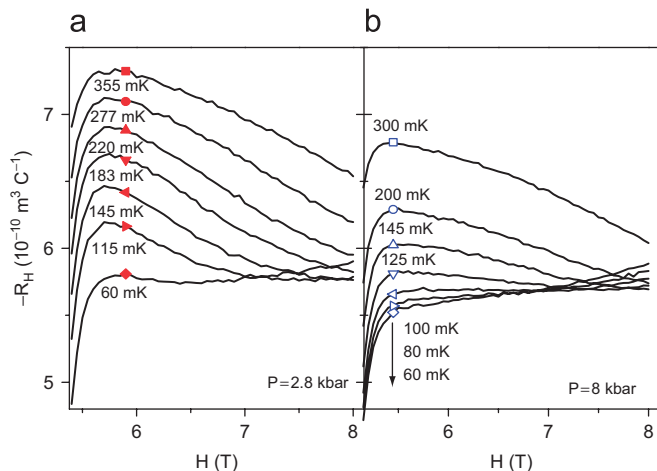 a
b
−R_H (10⁻¹⁰ m³ C⁻¹)
7
6
5
355 mK
277 mK
220 mK
183 mK
145 mK
115 mK
60 mK
P=2.8 kbar
6
7
8
H (T)
300 mK
200 mK
145 mK
125 mK
100 mK
80 mK
60 mK
P=8 kbar
6
7
8
H (T)